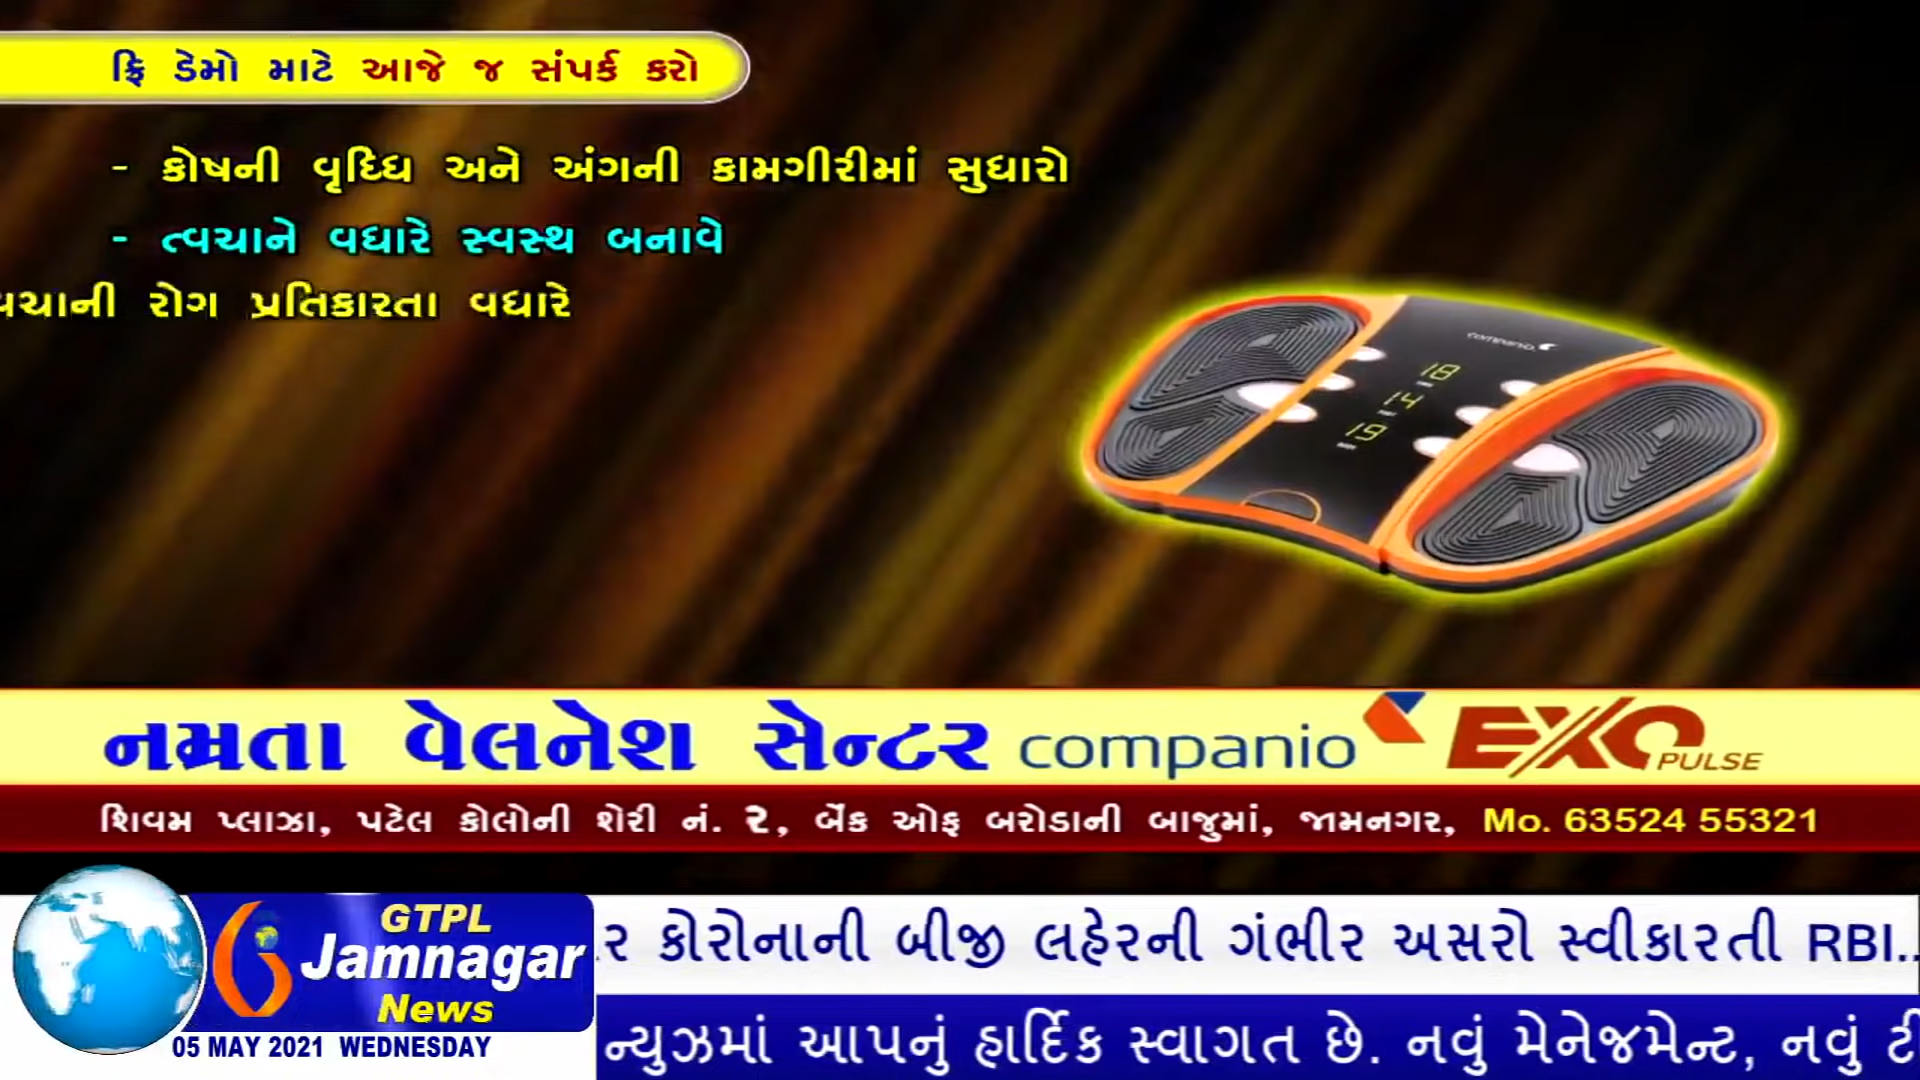 ફ્રિ ડેમો માટે આજે જ સંપર્ક કરો
- કોષની વૃધ્ધિ અને અંગની કામગીરીમાં સુધારો
- ત્વચાને વધારે સ્વસ્થ બનાવે
રોગ પ્રતિકારતા વધારે
companio
18
14
19
નમ્રતા વેલનેશ સેન્ટર companio EXO PULSE
શિવમ પ્લાઝા, પટેલ કોલોની શેરી નં. ૨, બેંક ઓફ બરોડાની બાજુમાં, જામનગર, Mo. 63524 55321
GTPL
Jamnagar
News
05 MAY 2021 WEDNESDAY
કોરોનાની બીજી લહેરની ગંભીર અસરો સ્વીકારતી RBI..
ન્યુઝમાં આપનું હાર્દિક સ્વાગત છે. નવું મેનેજમેન્ટ, નવું